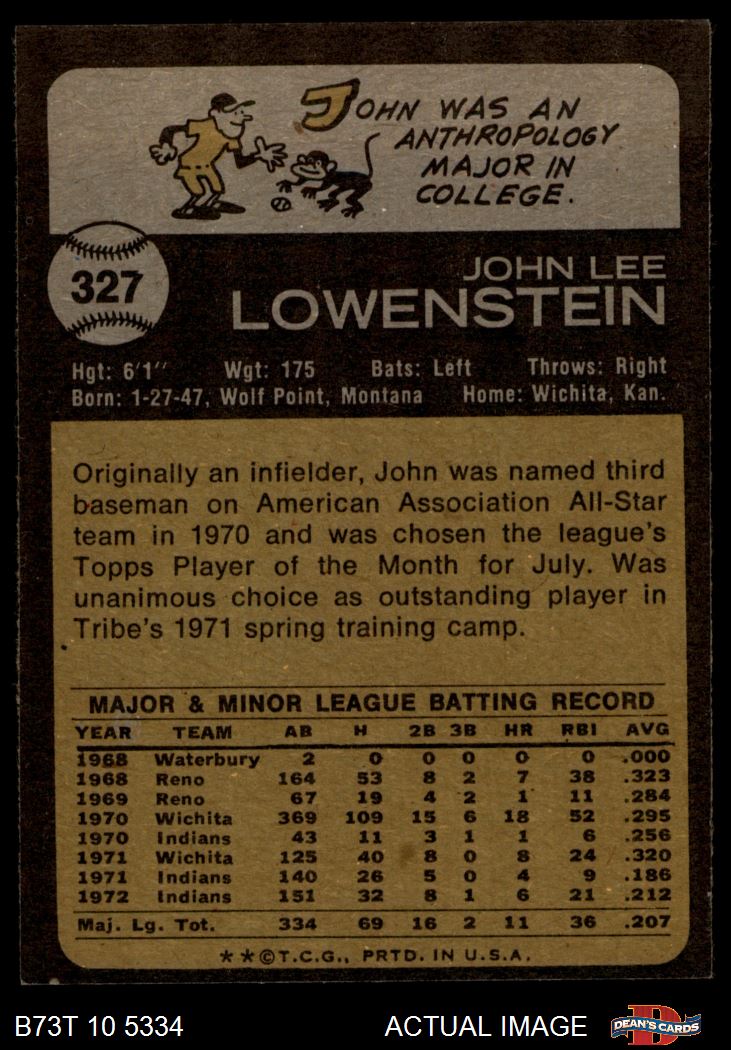 JOHN WAS AN
ANTHROPOLOGY
MAJOR IN
COLLEGE.
327
JOHN LEE
LOWENSTEIN
Hgt: 6'1" Wgt: 175 Bats: Left Throws: Right
Born: 1-27-47, Wolf Point, Montana Home: Wichita, Kan.
Originally an infielder, John was named third
baseman on American Association All-Star
team in 1970 and was chosen the league's
Topps Player of the Month for July. Was
unanimous choice as outstanding player in
Tribe's 1971 spring training camp.
MAJOR & MINOR LEAGUE BATTING RECORD
YEAR TEAM AB H 2B 3B HR RBI AVG
1968 Waterbury 2 0 0 0 0 0 .000
1968 Reno 164 53 8 2 7 38 .323
1969 Reno 67 19 4 2 1 11 .284
1970 Wichita 369 109 15 6 18 52 .295
1970 Indians 43 11 3 1 1 6 .256
1971 Wichita 125 40 8 0 8 24 .320
1971 Indians 140 26 5 0 4 9 .186
1972 Indians 151 32 8 1 6 21 .212
Maj. Lg. Tot. 334 69 16 2 11 36 .207
**©T.C.G., PRTD. IN U.S.A.
B73T 10 5334 ACTUAL IMAGE D DEAN'S CARDS